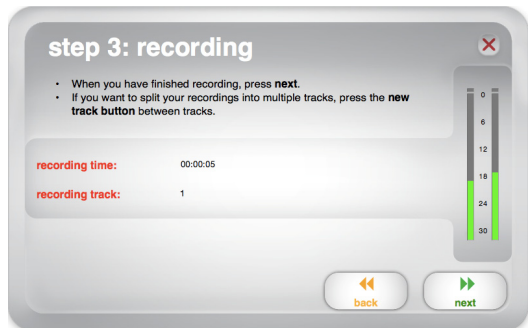 step 3: recording
• When you have finished recording, press next.
• If you want to split your recordings into multiple tracks, press the new
track button between tracks.
recording time: 00:00:05
recording track: 1
0
6
12
18
24
30
back
next